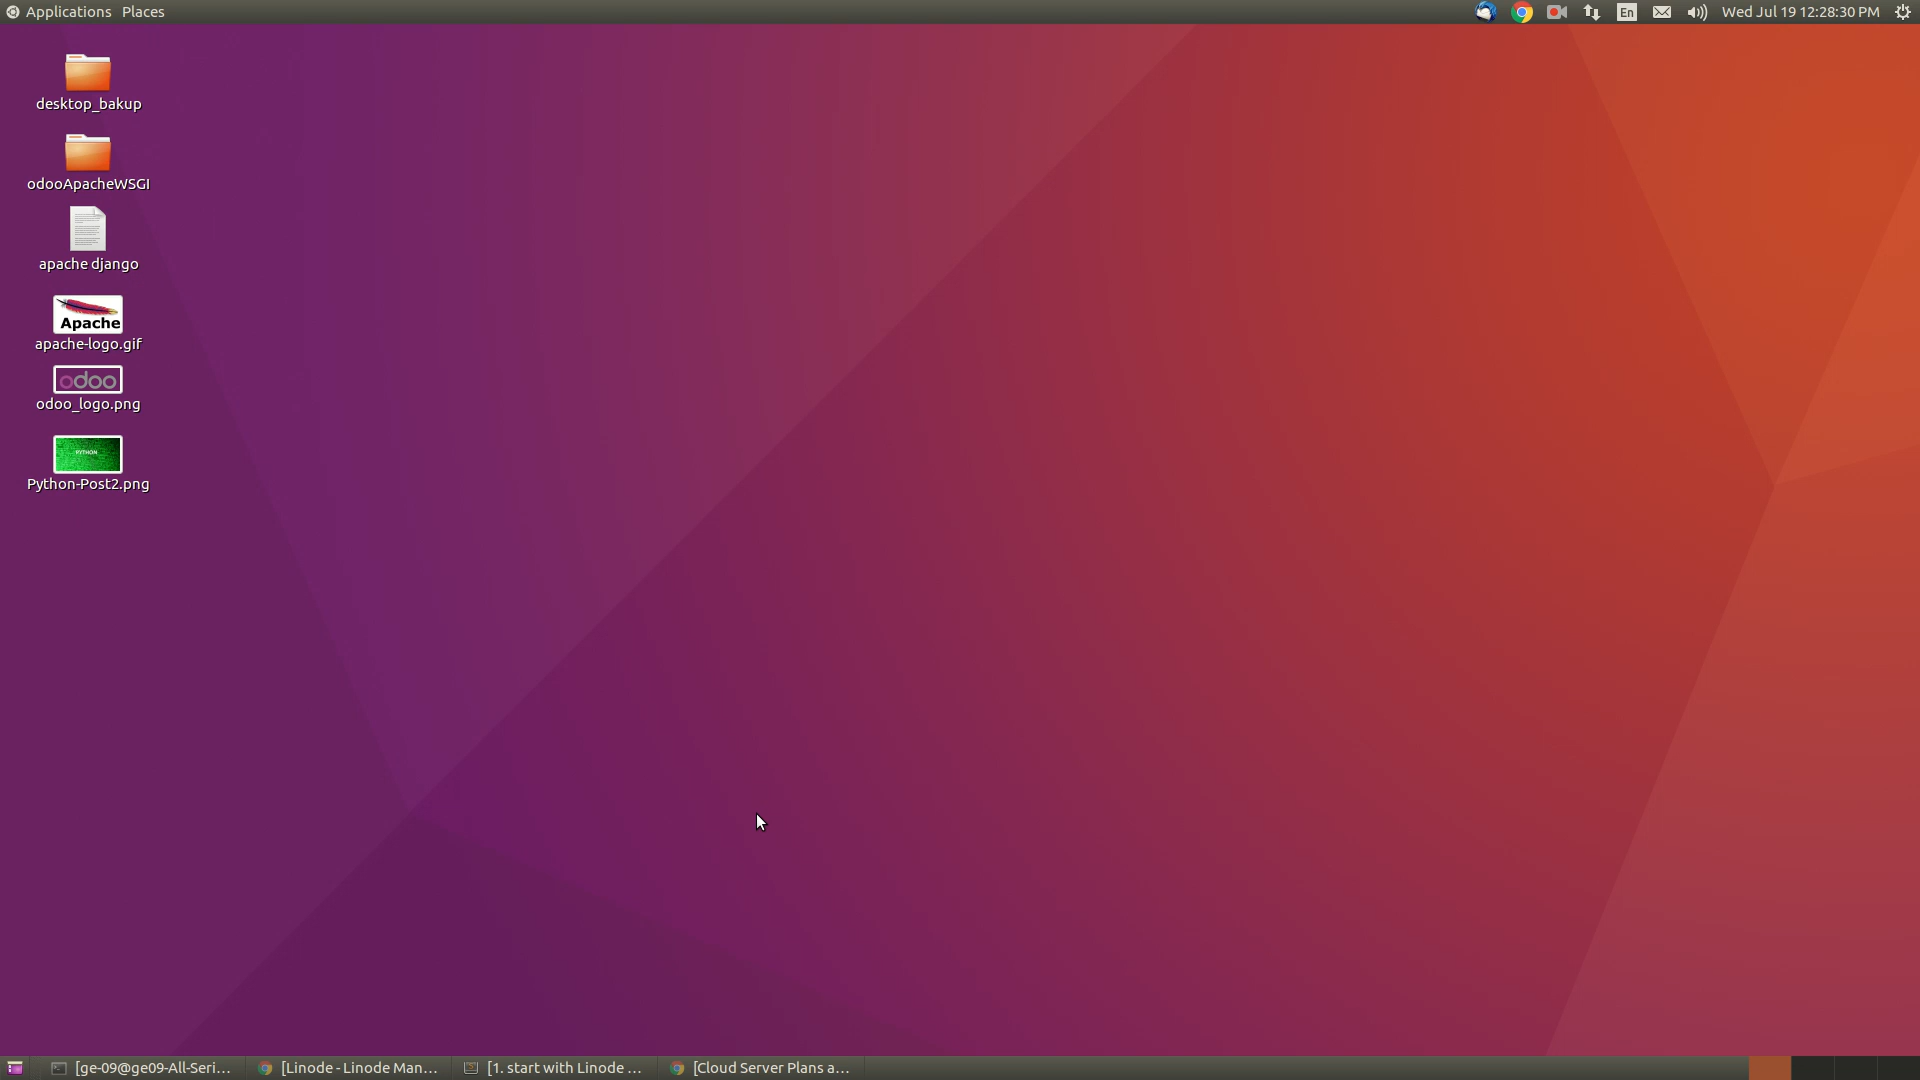 Applications Places
En Wed Jul 19 12:28:30 PM
desktop_bakup
odooApacheWSGI
apache django
Apache
apache-logo.gif
odoo
odoo_logo.png
PYTHON
Python-Post2.png
[ge-09@ge09-All-Seri... [Linode - Linode Man... [1. start with Linode ... [Cloud Server Plans a...